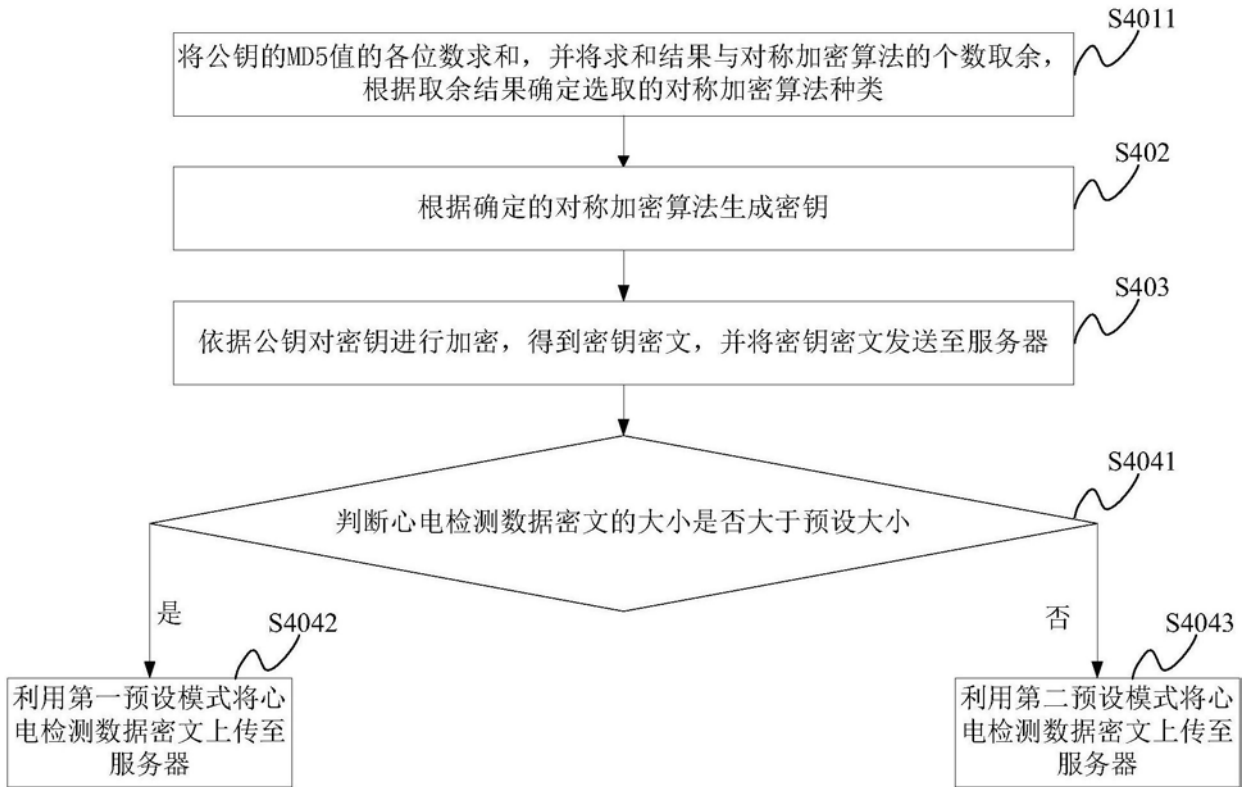 S4011
将公钥的MD5值的各位数求和，并将求和结果与对称加密算法的个数取余，
根据取余结果确定选取的对称加密算法种类
S402
根据确定的对称加密算法生成密钥
S403
依据公钥对密钥进行加密，得到密钥密文，并将密钥密文发送至服务器
S4041
判断心电检测数据密文的大小是否大于预设大小
是
否
S4042
利用第一预设模式将心
电检测数据密文上传至
服务器
S4043
利用第二预设模式将心
电检测数据密文上传至
服务器